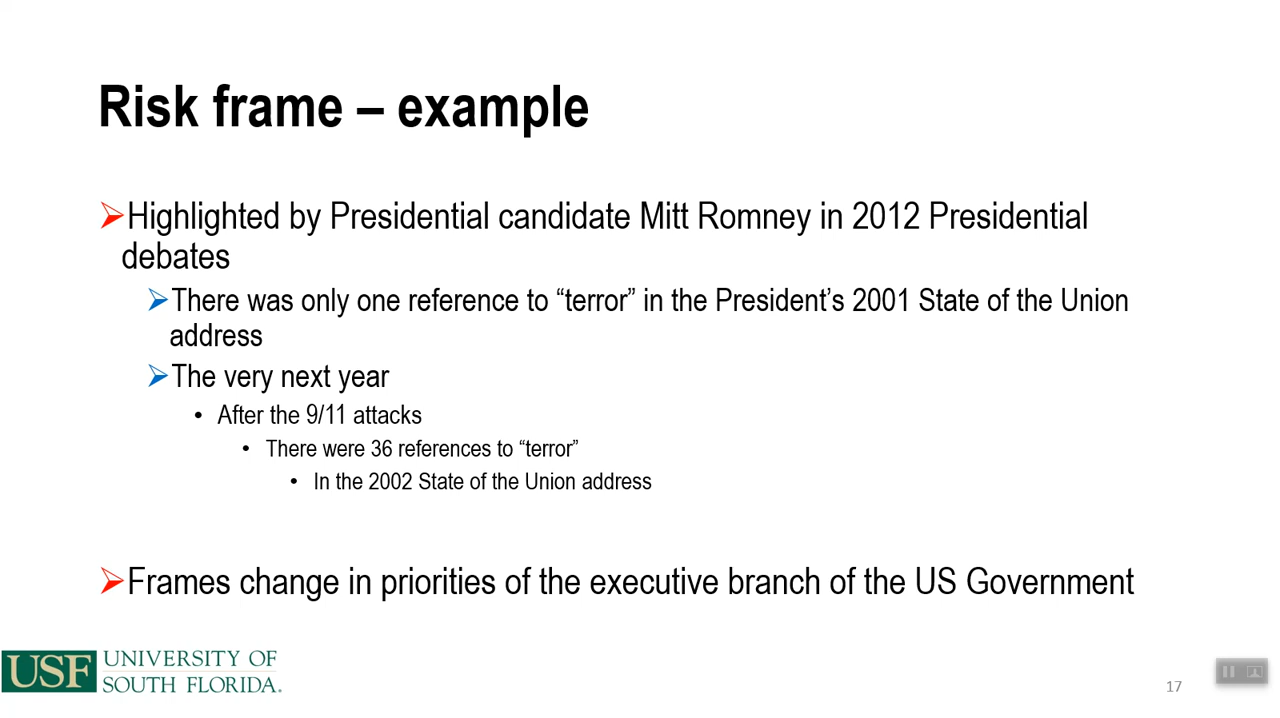 Risk frame – example
Highlighted by Presidential candidate Mitt Romney in 2012 Presidential
debates
There was only one reference to “terror” in the President’s 2001 State of the Union
address
The very next year
• After the 9/11 attacks
• There were 36 references to “terror”
• In the 2002 State of the Union address
Frames change in priorities of the executive branch of the US Government
USF UNIVERSITY OF
SOUTH FLORIDA.
17